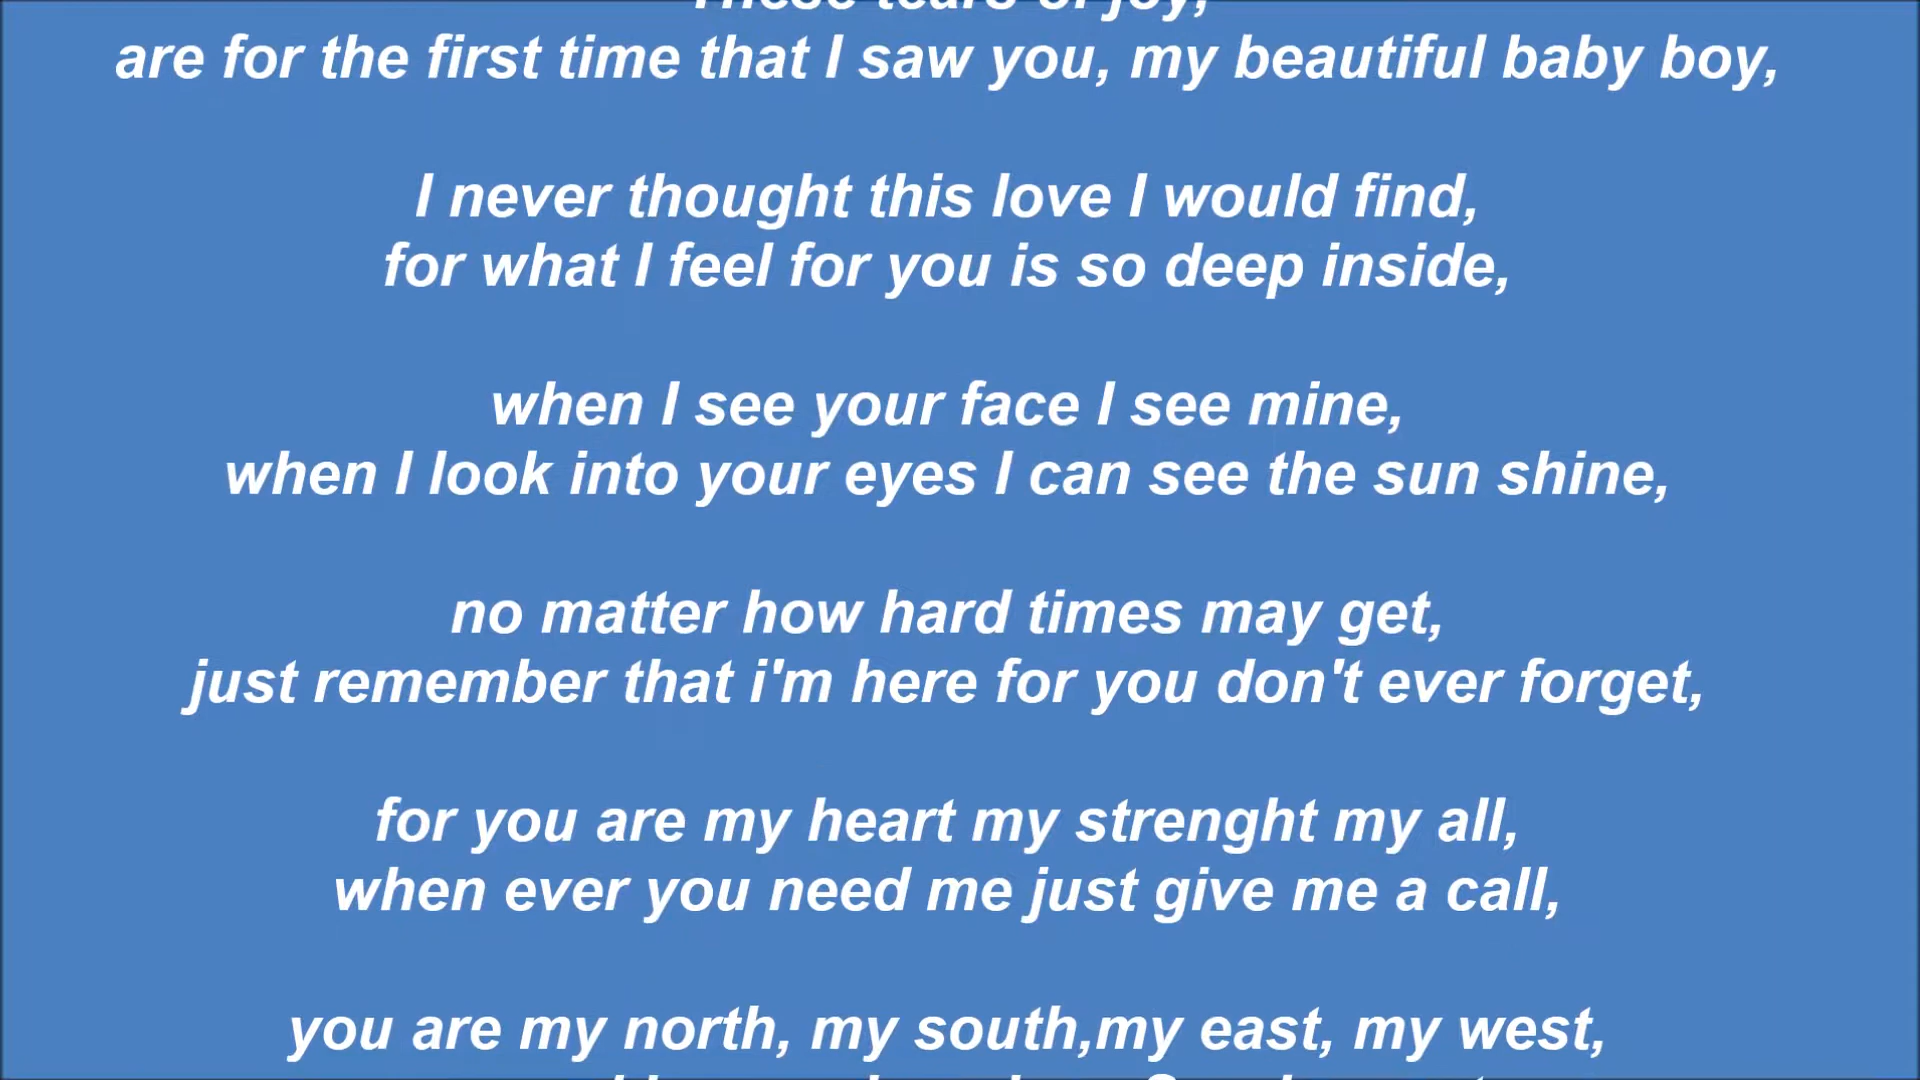 These tears of joy,
are for the first time that I saw you, my beautiful baby boy,
I never thought this love I would find,
for what I feel for you is so deep inside,
when I see your face I see mine,
when I look into your eyes I can see the sun shine,
no matter how hard times may get,
just remember that i'm here for you don't ever forget,
for you are my heart my strenght my all,
when ever you need me just give me a call,
you are my north, my south,my east, my west,